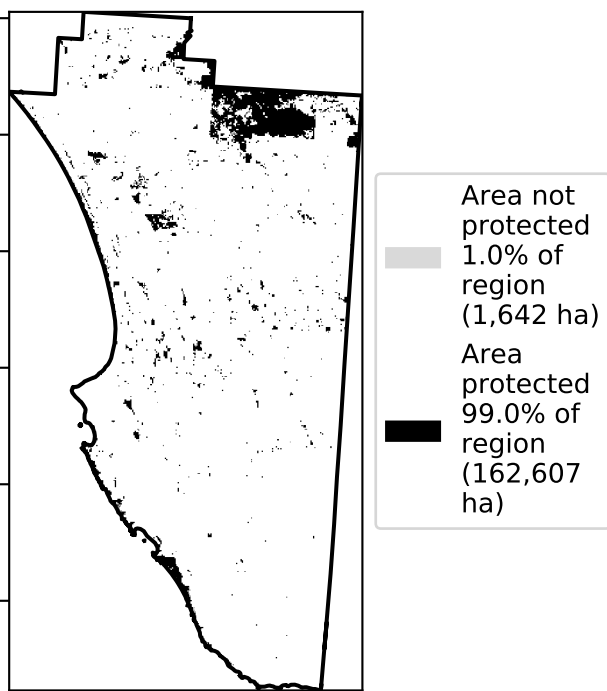 Area not
protected
1.0% of
region
(1,642 ha)
Area
protected
99.0% of
region
(162,607
ha)